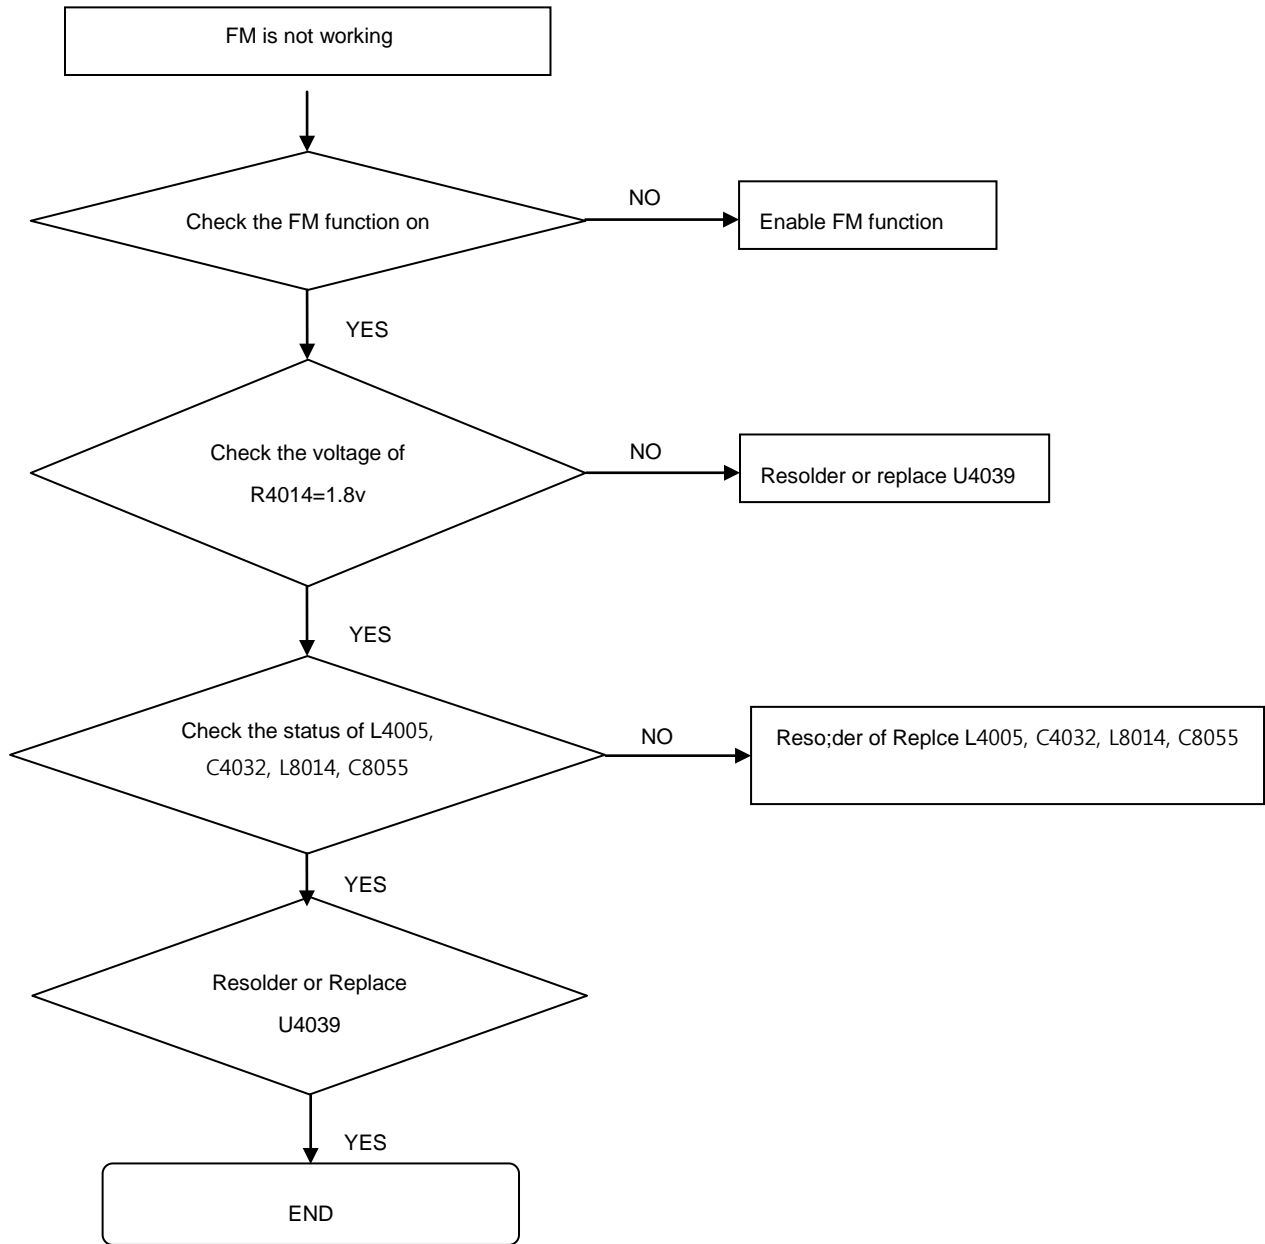 FM is not working
Check the FM function on
NO
Enable FM function
YES
Check the voltage of
R4014=1.8v
NO
Resolder or replace U4039
YES
Check the status of L4005,
C4032, L8014, C8055
NO
Reso;der of Replce L4005, C4032, L8014, C8055
YES
Resolder or Replace
U4039
YES
END